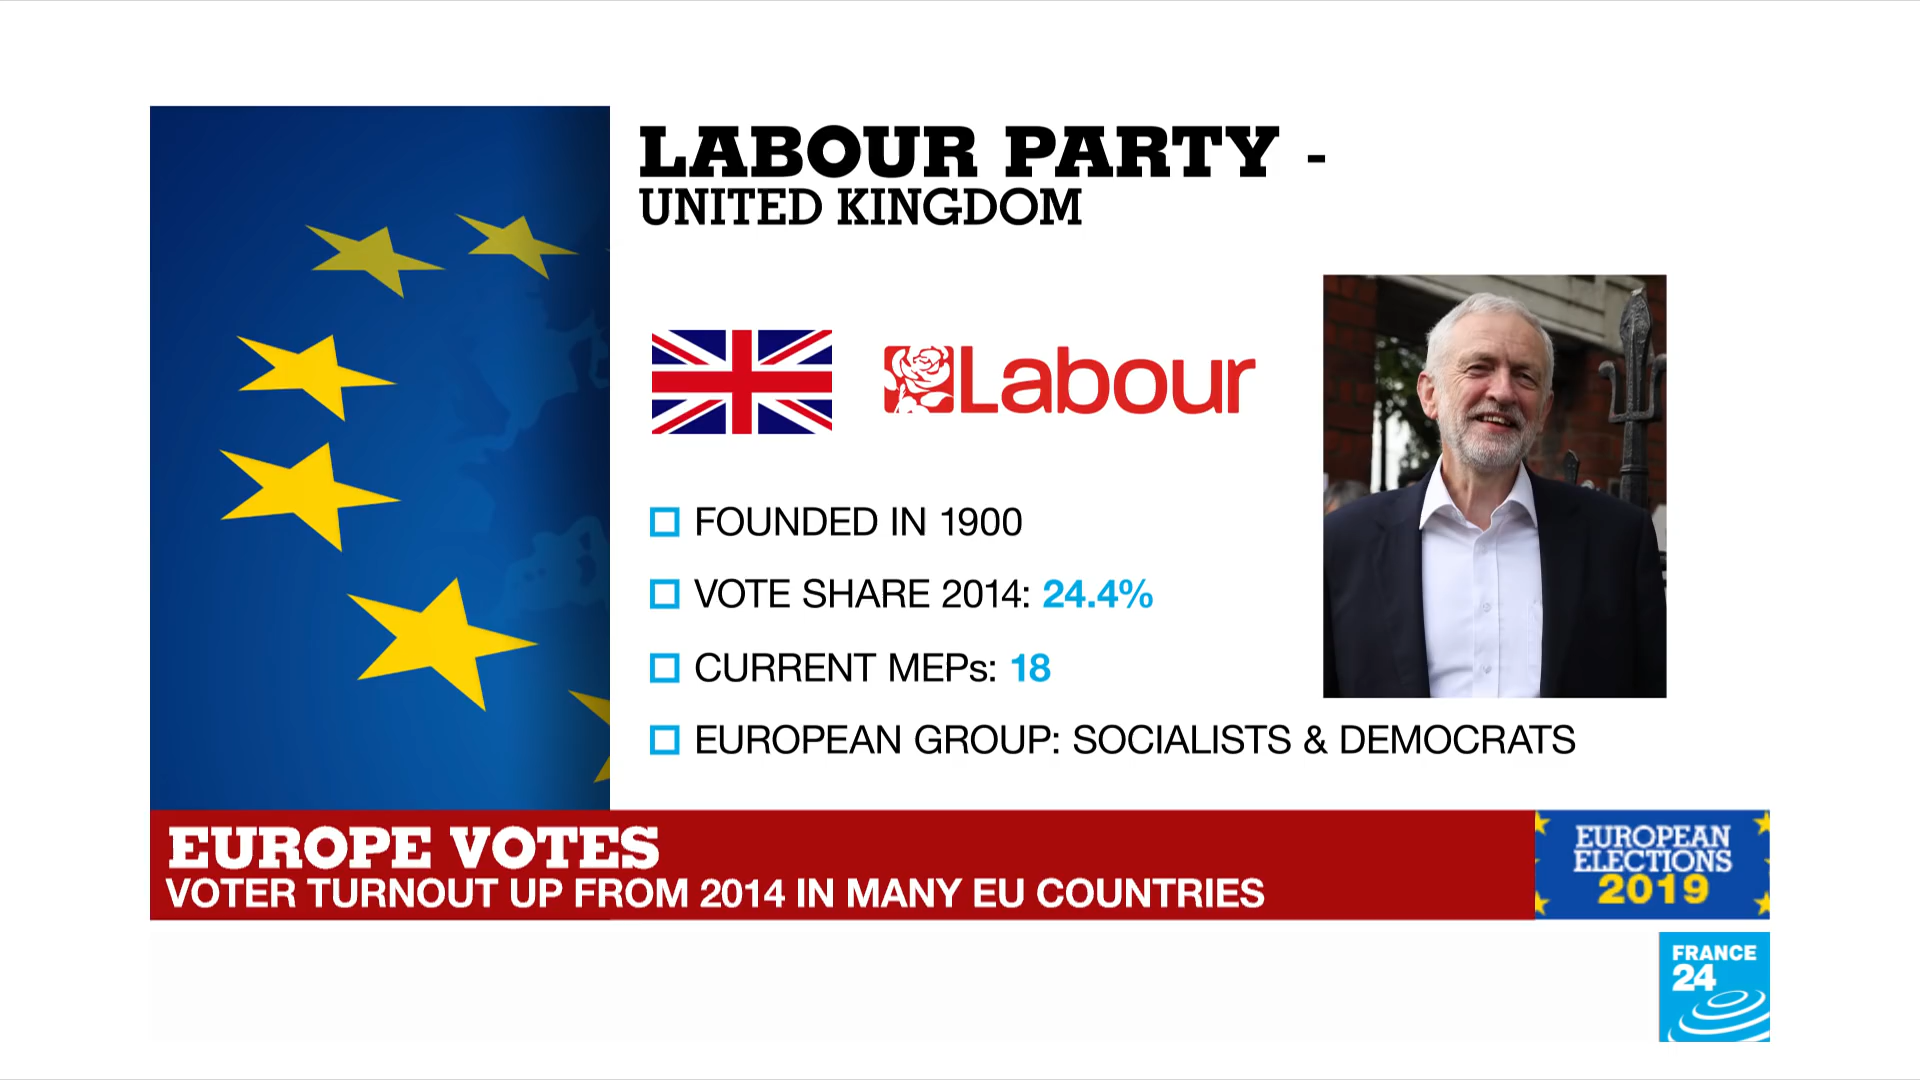 LABOUR PARTY -
UNITED KINGDOM
Labour
FOUNDED IN 1900
VOTE SHARE 2014: 24.4%
CURRENT MEPs: 18
EUROPEAN GROUP: SOCIALISTS & DEMOCRATS
EUROPE VOTES
VOTER TURNOUT UP FROM 2014 IN MANY EU COUNTRIES
EUROPEAN
ELECTIONS
2019
FRANCE
24